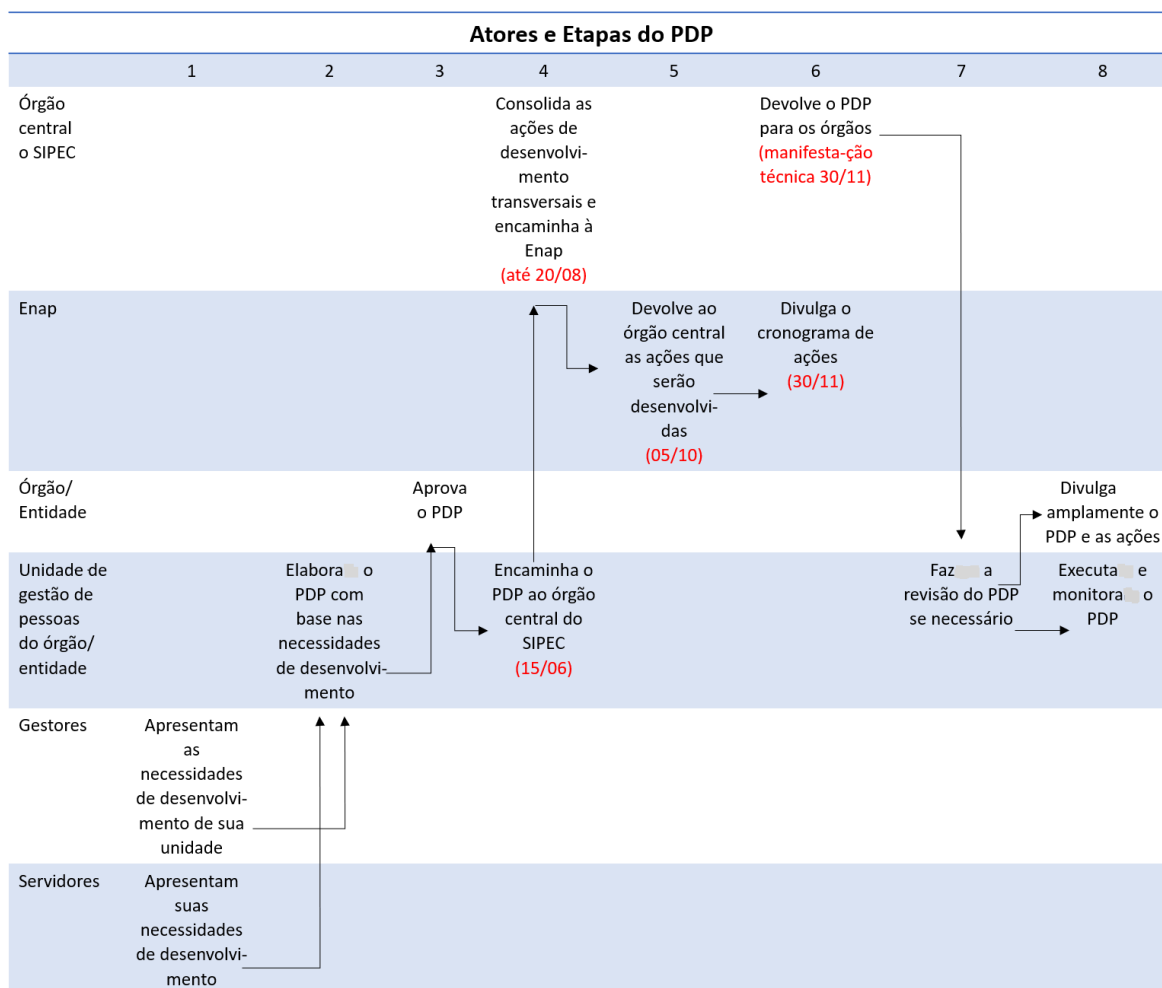 Atores e Etapas do PDP
1 2 3 4 5 6 7 8
Órgão
central
o SIPEC
Consolida as
ações de
desenvolvi-
mento
transversais e
encaminha à
Enap
(até 20/08)
Devolve o PDP
para os órgãos
(manifesta-ção
técnica 30/11)
Enap
Devolve ao
órgão central
as ações que
serão
desenvolvi-
das
(05/10)
Divulga o
cronograma de
ações
(30/11)
Órgão/
Entidade
Aprova
o PDP
Divulga
amplamente o
PDP e as ações
Unidade de
gestão de
pessoas
do órgão/
entidade
Elabora o
PDP com
base nas
necessidades
de desenvolvi-
mento
Encaminha o
PDP ao órgão
central do
SIPEC
(15/06)
Faz a
revisão do PDP
se necessário
Executa e
monitora o
PDP
Gestores
Apresentam
as
necessidades
de desenvolvi-
mento de sua
unidade
Servidores
Apresentam
suas
necessidades
de desenvolvi-
mento